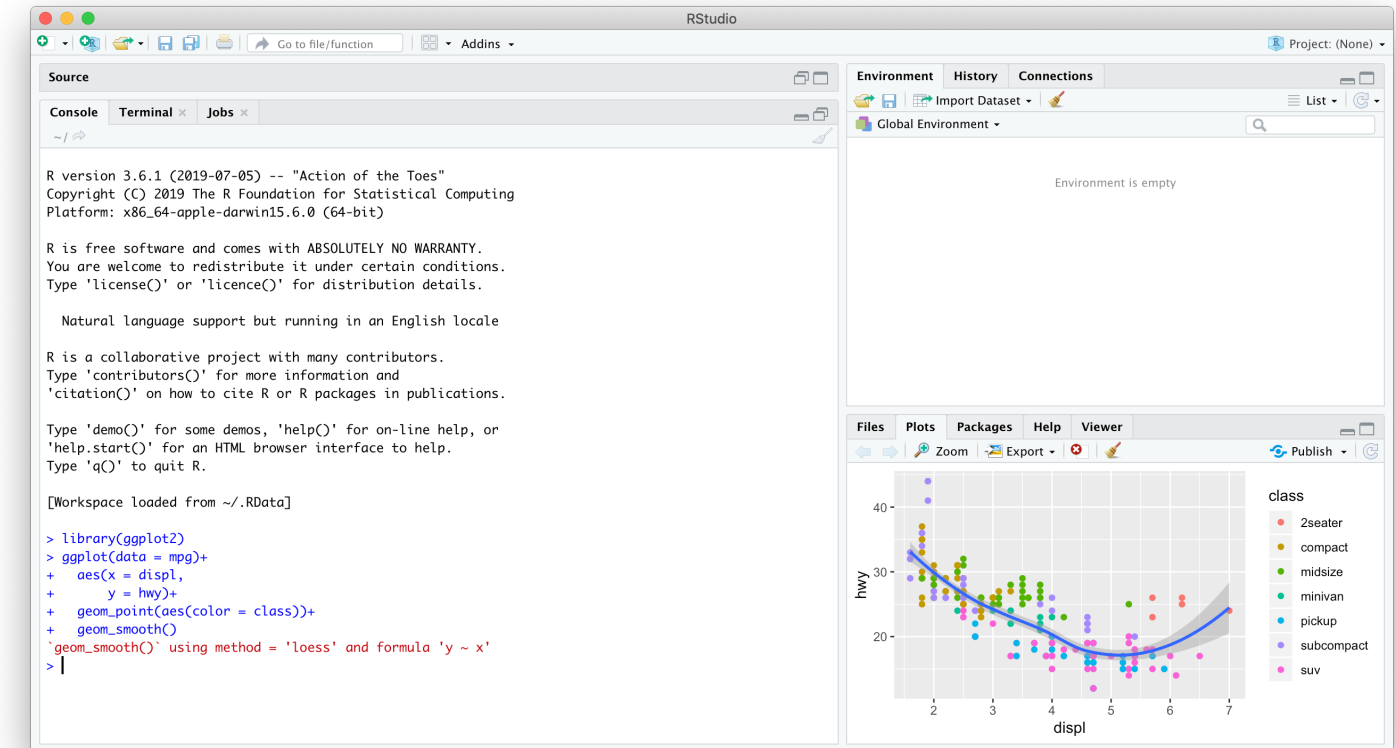 RStudio
Go to file/function
Addins
Project: (None)
Source
Console Terminal Jobs
~/
R version 3.6.1 (2019-07-05) -- "Action of the Toes"
Copyright (C) 2019 The R Foundation for Statistical Computing
Platform: x86_64-apple-darwin15.6.0 (64-bit)
R is free software and comes with ABSOLUTELY NO WARRANTY.
You are welcome to redistribute it under certain conditions.
Type 'license()' or 'licence()' for distribution details.
Natural language support but running in an English locale
R is a collaborative project with many contributors.
Type 'contributors()' for more information and
'citation()' on how to cite R or R packages in publications.
Type 'demo()' for some demos, 'help()' for on-line help, or
'help.start()' for an HTML browser interface to help.
Type 'q()' to quit R.
[Workspace loaded from ~/.RData]
> library(ggplot2)
> ggplot(data = mpg)+
+   aes(x = displ,
+       y = hwy)+
+   geom_point(aes(color = class))+
+   geom_smooth()
`geom_smooth()` using method = 'loess' and formula 'y ~ x'
>
Environment History Connections
Import Dataset List
Global Environment
Environment is empty
Files Plots Packages Help Viewer
Zoom Export Publish
40
30
20
hwy
2 3 4 5 6 7
displ
class
2seater
compact
midsize
minivan
pickup
subcompact
suv